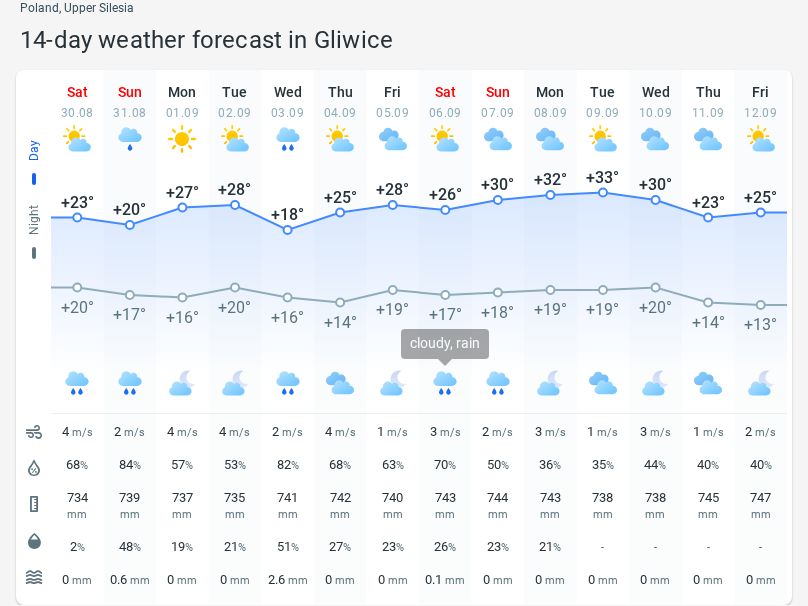 Poland, Upper Silesia
14-day weather forecast in Gliwice
Sat Sun Mon Tue Wed Thu Fri Sat Sun Mon Tue Wed Thu Fri
30.08 31.08 01.09 02.09 03.09 04.09 05.09 06.09 07.09 08.09 09.09 10.09 11.09 12.09
Day
+23° +20° +27° +28° +18° +25° +28° +26° +30° +32° +33° +30° +23° +25°
Night
+20° +17° +16° +20° +16° +14° +19° +17° +18° +19° +19° +20° +14° +13°
cloudy, rain
4 m/s 2 m/s 4 m/s 4 m/s 2 m/s 4 m/s 1 m/s 3 m/s 2 m/s 3 m/s 1 m/s 3 m/s 1 m/s 2 m/s
68% 84% 57% 53% 82% 68% 63% 70% 50% 36% 35% 44% 40% 40%
734 739 737 735 741 742 740 743 744 743 738 738 745 747
mm mm mm mm mm mm mm mm mm mm mm mm mm mm
2% 48% 19% 21% 51% 27% 23% 26% 23% 21% - - - -
0 mm 0.6 mm 0 mm 0 mm 2.6 mm 0 mm 0 mm 0.1 mm 0 mm 0 mm 0 mm 0 mm 0 mm 0 mm